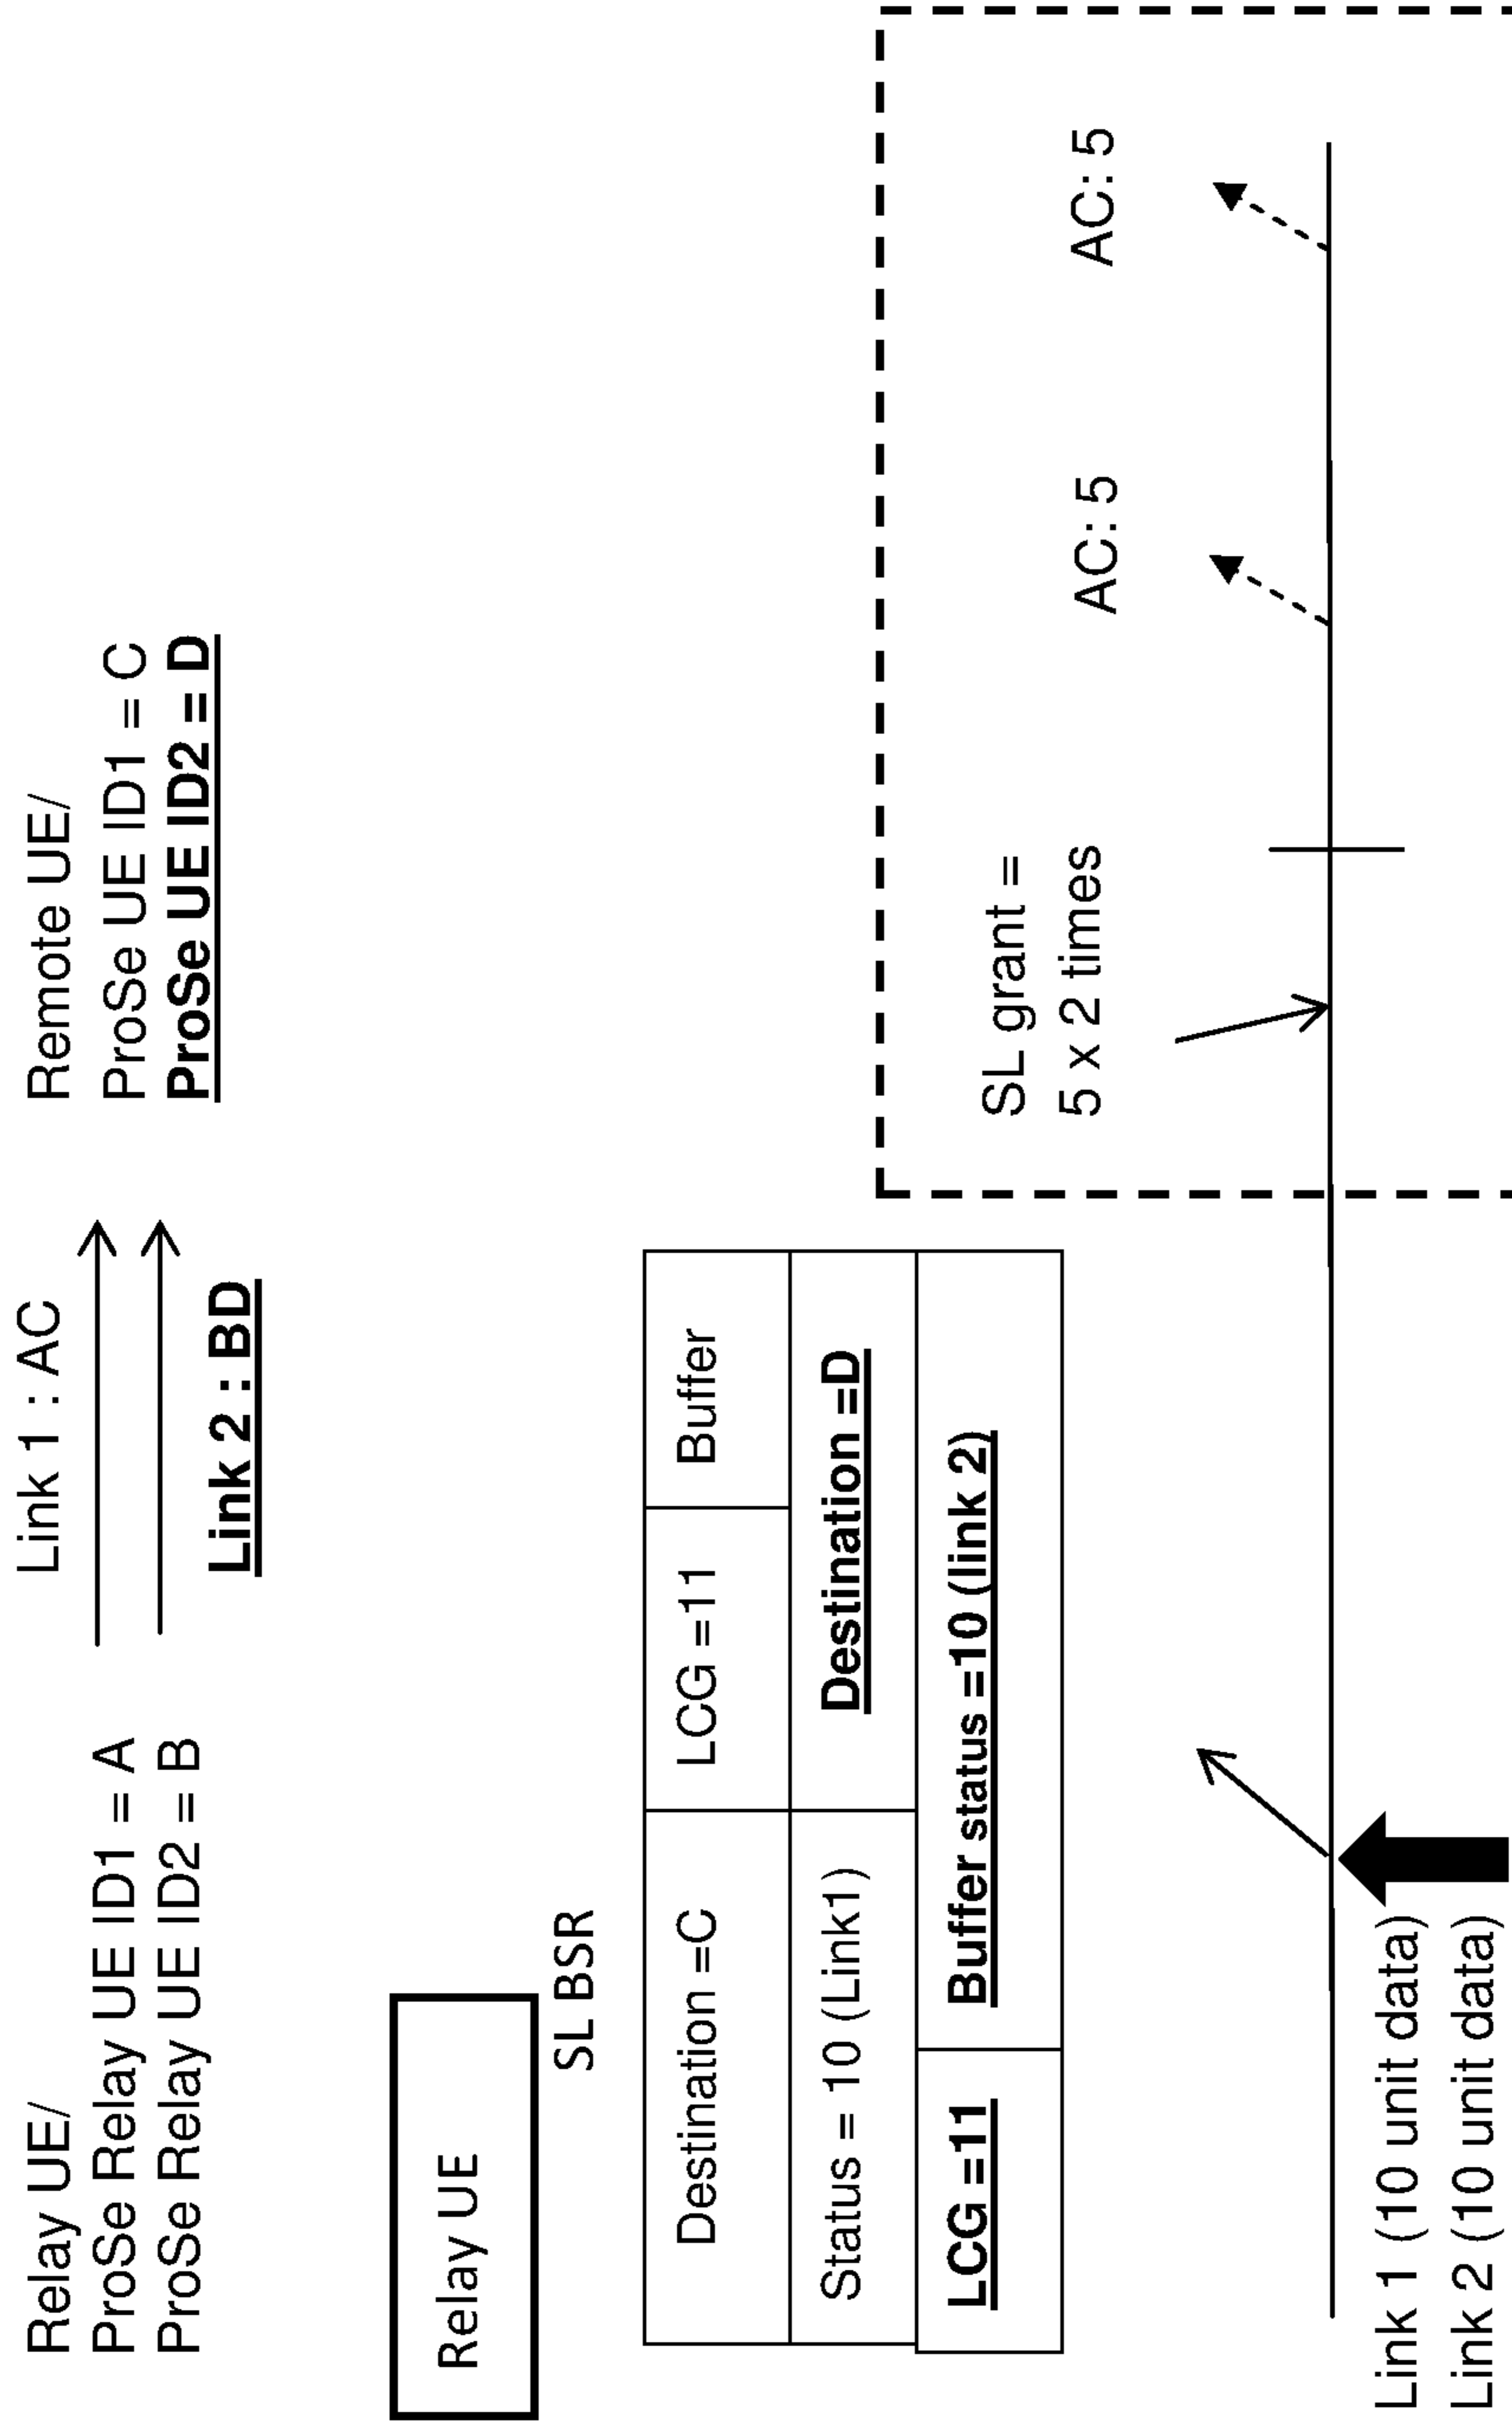 Relay UE/
ProSe Relay UE ID1 = A
ProSe Relay UE ID2 = B
Link 1 : AC
Link 2 : BD
Remote UE/
ProSe UE ID1 = C
ProSe UE ID2 = D
Relay UE
SL BSR
Destination =C
LCG =11
Buffer
Status = 10 (Link1)
Destination =D
LCG =11
Buffer status =10 (link 2)
SL grant =
5 x 2 times
AC: 5
AC: 5
Link 1 (10 unit data)
Link 2 (10 unit data)